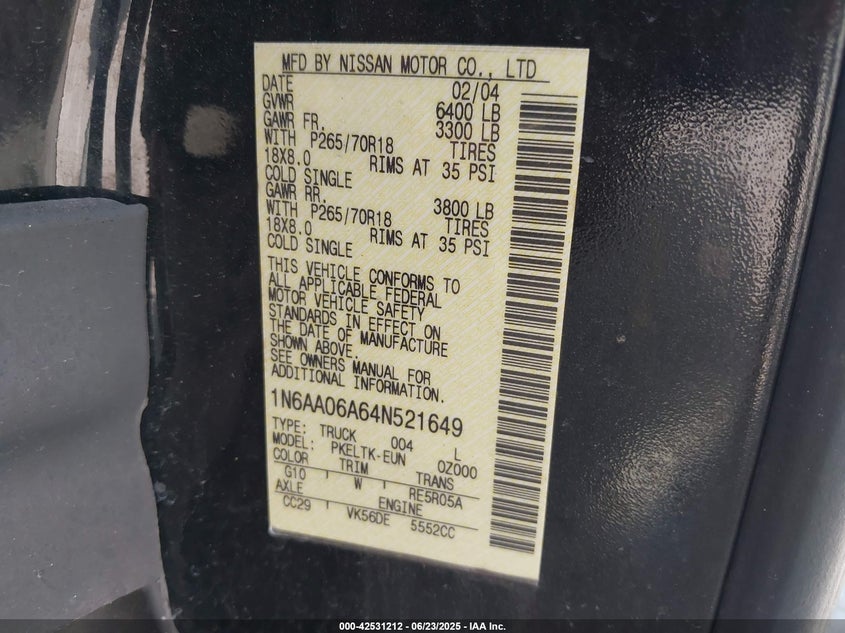 MFD BY NISSAN MOTOR CO., LTD
DATE 02/04
GVWR 6400 LB
GAWR FR. 3300 LB
WITH P265/70R18 TIRES
18X8.0 RIMS AT 35 PSI
COLD SINGLE
GAWR RR. 3800 LB
WITH P265/70R18 TIRES
18X8.0 RIMS AT 35 PSI
COLD SINGLE
THIS VEHICLE CONFORMS TO
ALL APPLICABLE FEDERAL
MOTOR VEHICLE SAFETY
STANDARDS IN EFFECT ON
THE DATE OF MANUFACTURE
SHOWN ABOVE.
SEE OWNERS MANUAL FOR
ADDITIONAL INFORMATION.
1N6AA06A64N521649
TYPE: TRUCK 004 L
MODEL: PKELTK-EUN 0Z000
COLOR TRIM TRANS
G10 W RE5R05A
AXLE ENGINE
CC29 VK56DE 5552CC
000-42531212 - 06/23/2025 - IAA Inc.